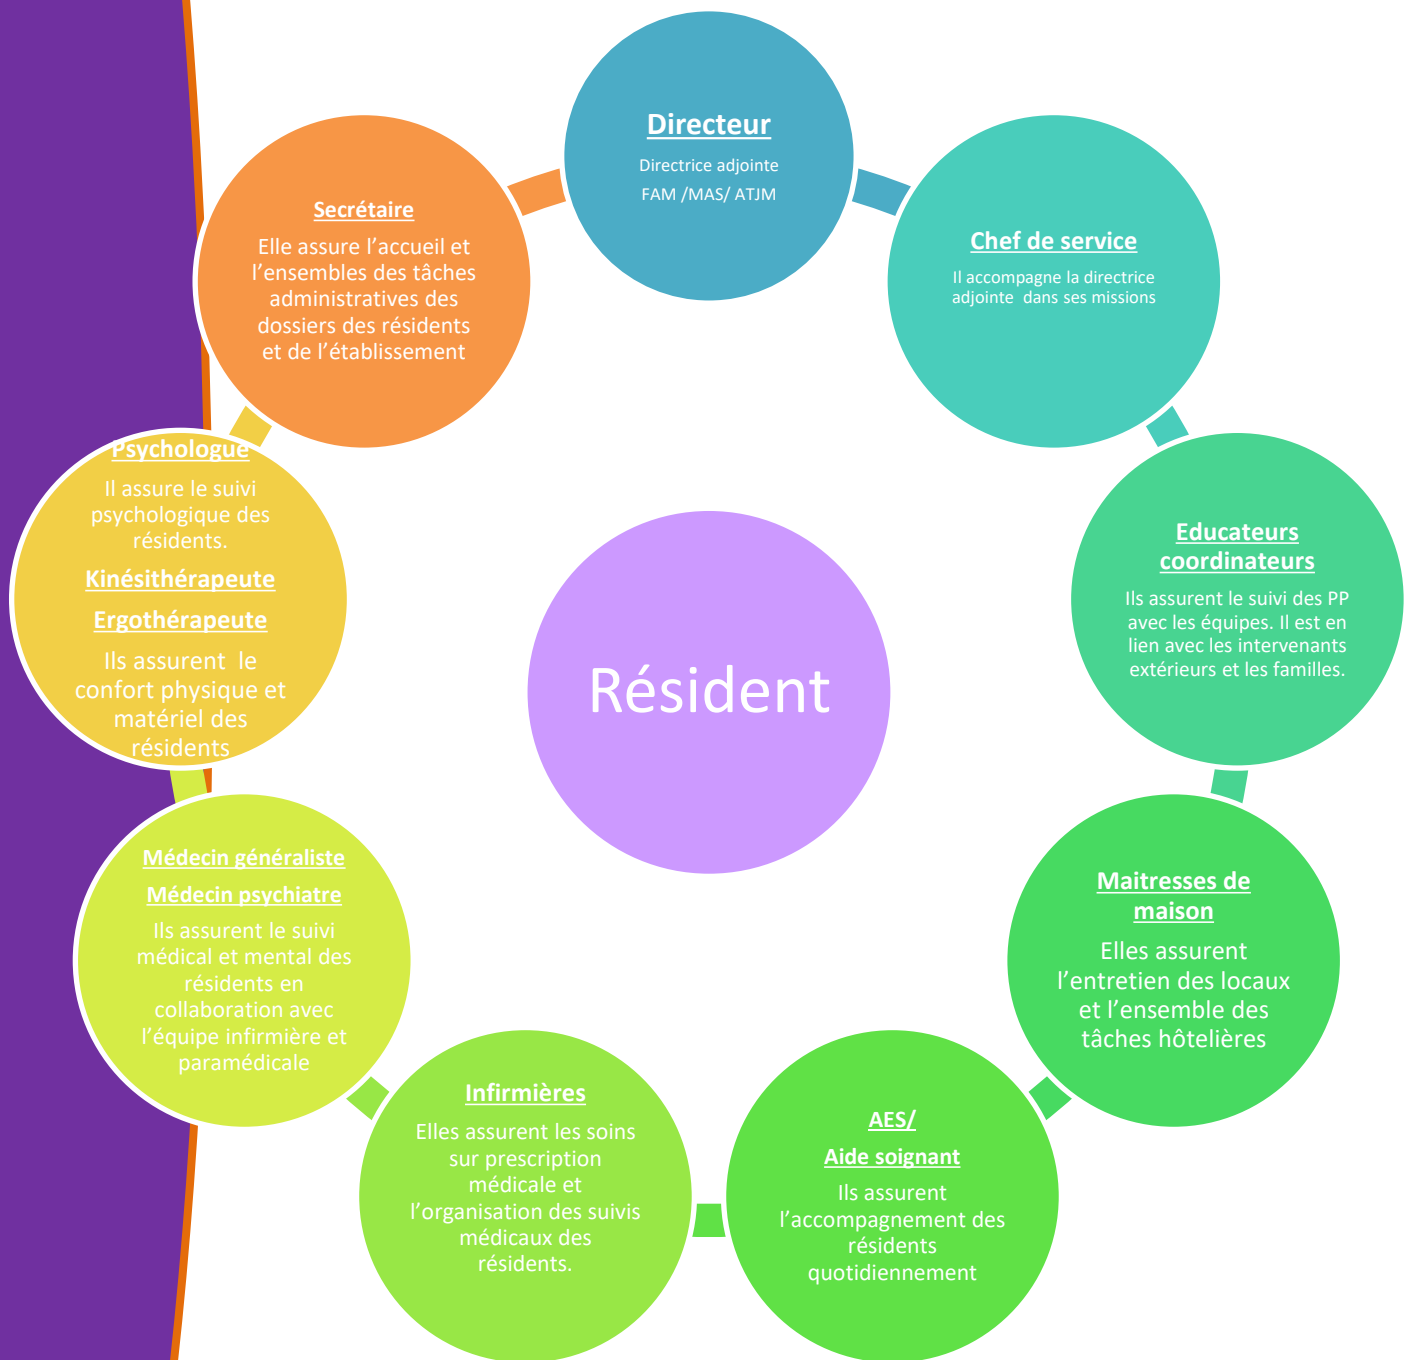 Directeur
Directrice adjointe
FAM /MAS/ ATJM
Chef de service
Il accompagne la directrice
adjointe  dans ses missions
Educateurs
coordinateurs
Ils assurent le suivi des PP
avec les équipes. Il est en
lien avec les intervenants
extérieurs et les familles.
Maitresses de
maison
Elles assurent
l’entretien des locaux
et l’ensemble des
tâches hôtelières
AES/
Aide soignant
Ils assurent
l’accompagnement des
résidents
quotidiennement
Infirmières
Elles assurent les soins
sur prescription
médicale et
l’organisation des suivis
médicaux des
résidents.
Médecin généraliste
Médecin psychiatre
Ils assurent le suivi
médical et mental des
résidents en
collaboration avec
l’équipe infirmière et
paramédicale
Psychologue
Il assure le suivi
psychologique des
résidents.
Kinésithérapeute
Ergothérapeute
Ils assurent  le
confort physique et
matériel des
résidents
Secrétaire
Elle assure l’accueil et
l’ensembles des tâches
administratives des
dossiers des résidents
et de l’établissement
Résident